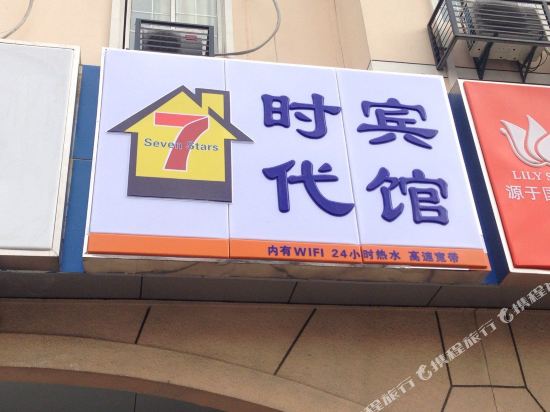 7
Seven Stars
时代
宾馆
内有WIFI 24小时热水 高速宽带
LILY S
源于国
携程旅行
携程旅行